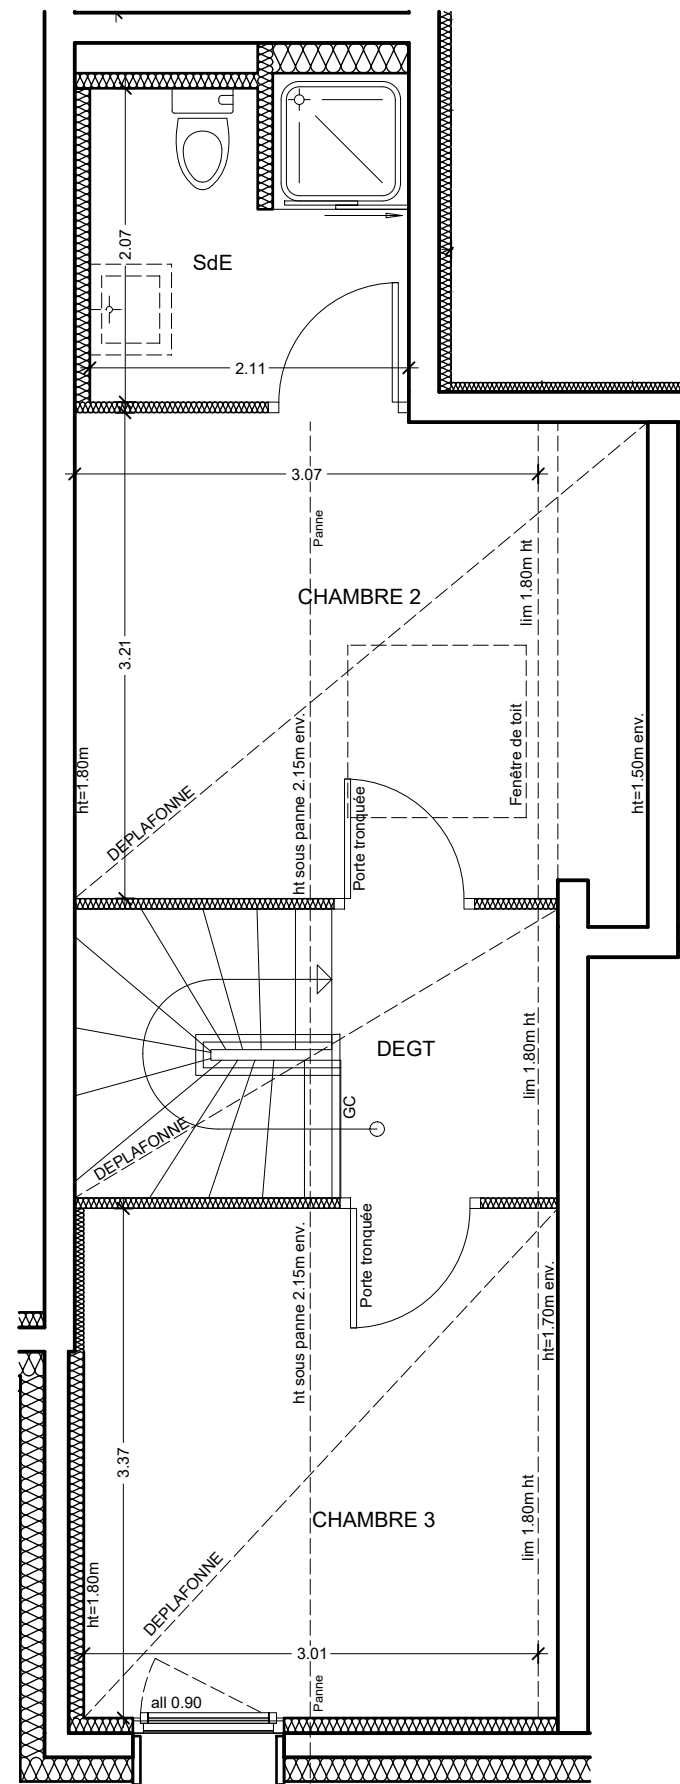 2.07
SdE
2.11
3.07
Panne
lim 1.80m ht
CHAMBRE 2
3.21
ht=1.80m
DEPLAFONNE
ht sous panne 2.15m env.
Porte tronquée
Fenêtre de toit
ht=1.50m env.
DEGT
lim 1.80m ht
GC
DEPLAFONNE
Porte tronquée
ht sous panne 2.15m env.
ht=1.70m env.
3.37
CHAMBRE 3
lim 1.80m ht
ht=1.80m
DEPLAFONNE
3.01
Panne
all 0.90